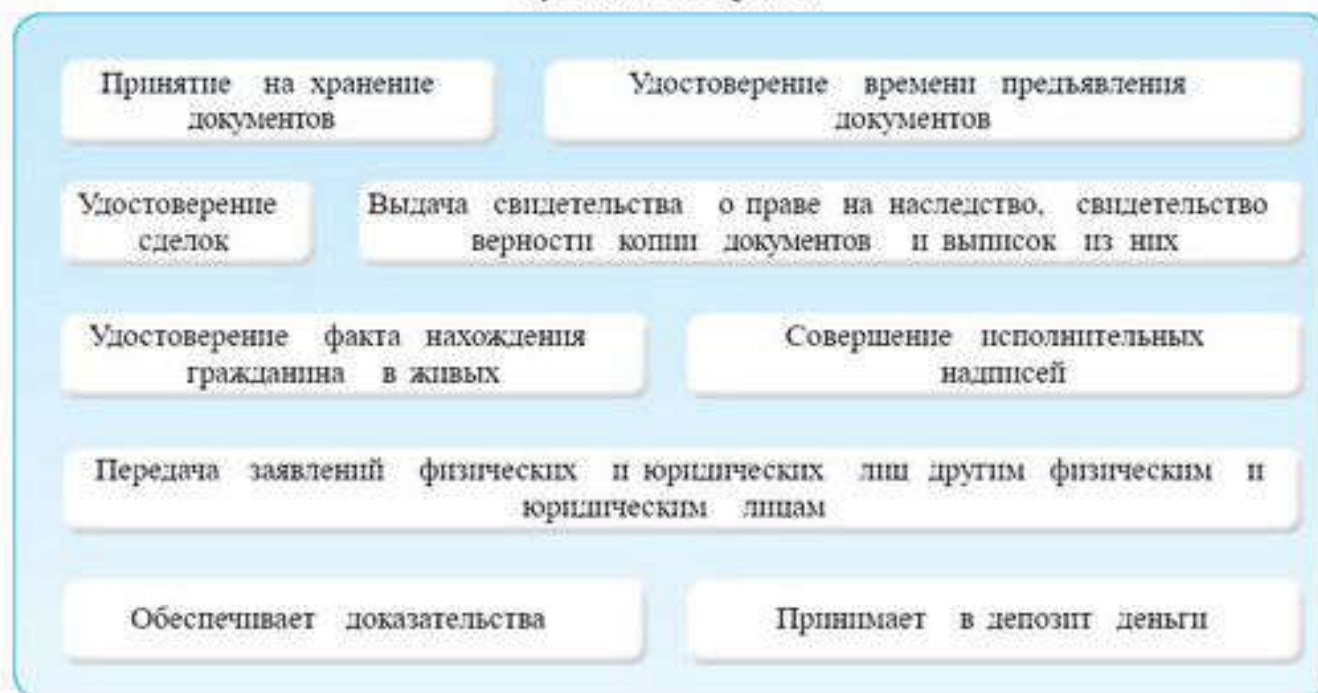 Принятие на хранение
документов
Удостоверение времени предъявления
документов
Удостоверение
сделок
Выдача свидетельства о праве на наследство, свидетельство
верности копии документов и выписок из них
Удостоверение факта нахождения
гражданина в живых
Совершение исполнительных
надписей
Передача заявлений физических и юридических лиц другим физическим и
юридическим лицам
Обеспечивает доказательства
Принимает в депозит деньги